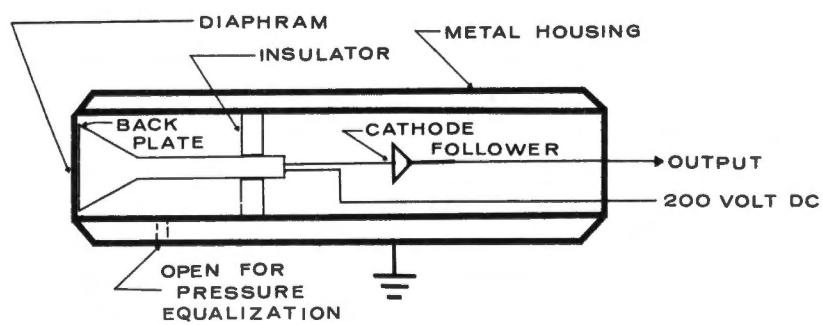 DIAPHRAM
METAL HOUSING
INSULATOR
BACK
PLATE
CATHODE
FOLLOWER
OUTPUT
200 VOLT DC
OPEN FOR
PRESSURE
EQUALIZATION